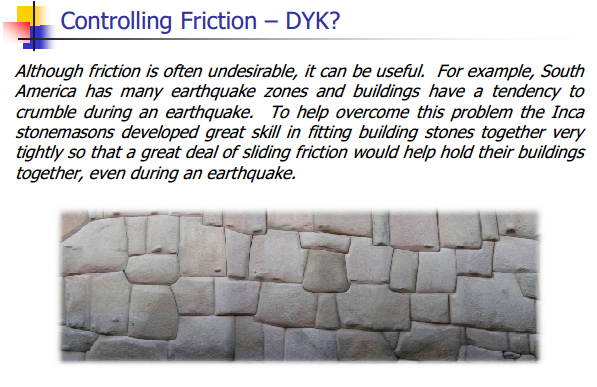 Controlling Friction – DYK?
Although friction is often undesirable, it can be useful. For example, South
America has many earthquake zones and buildings have a tendency to
crumble during an earthquake. To help overcome this problem the Inca
stonemasons developed great skill in fitting building stones together very
tightly so that a great deal of sliding friction would help hold their buildings
together, even during an earthquake.